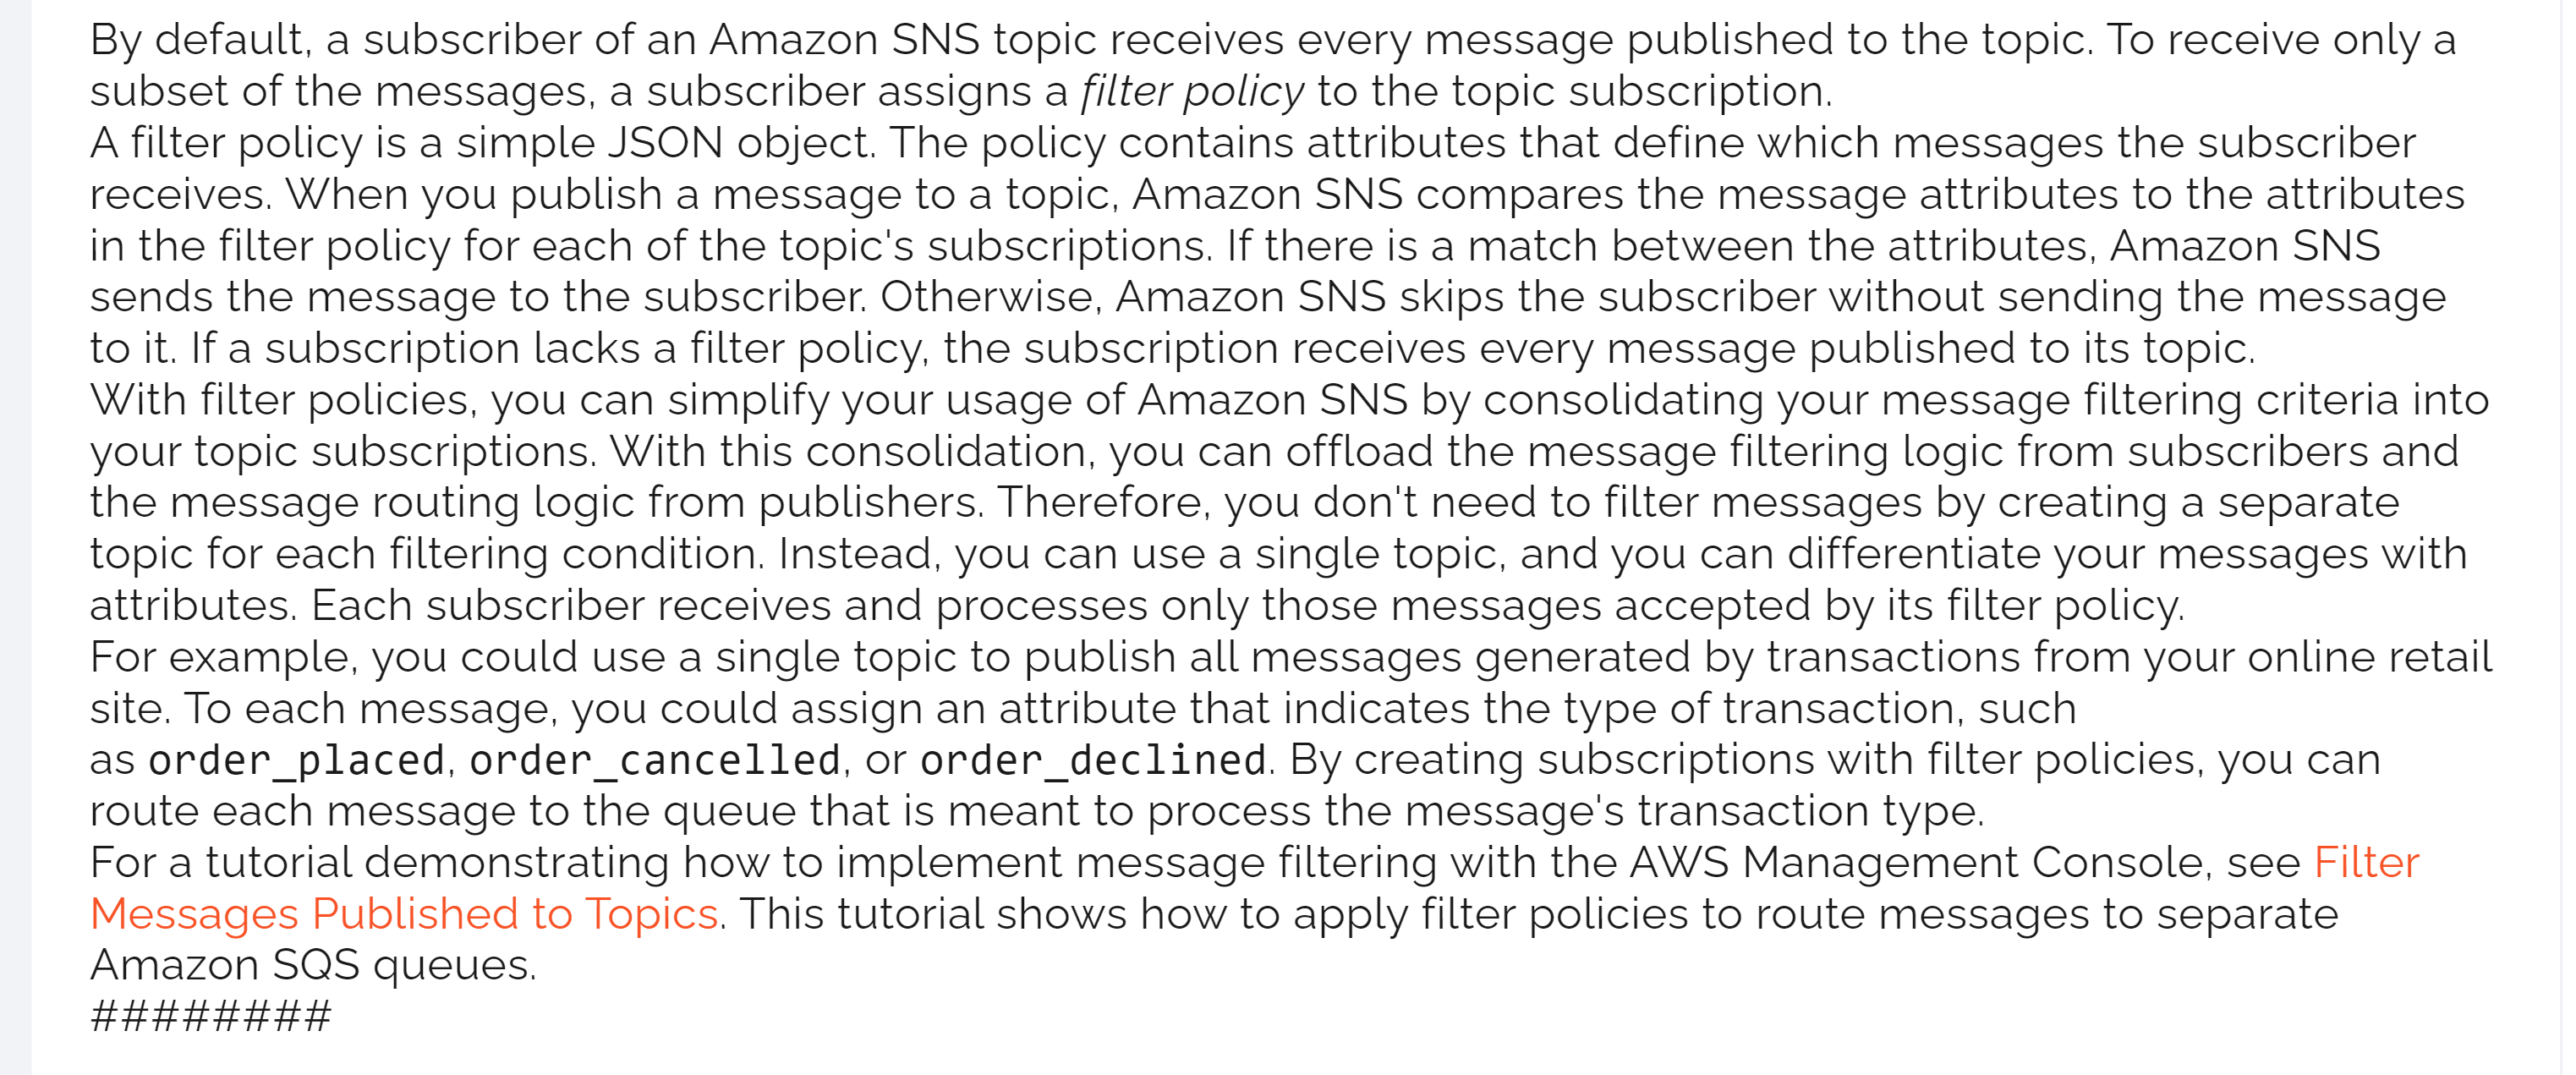 By default, a subscriber of an Amazon SNS topic receives every message published to the topic. To receive only a
subset of the messages, a subscriber assigns a filter policy to the topic subscription.
A filter policy is a simple JSON object. The policy contains attributes that define which messages the subscriber
receives. When you publish a message to a topic, Amazon SNS compares the message attributes to the attributes
in the filter policy for each of the topic's subscriptions. If there is a match between the attributes, Amazon SNS
sends the message to the subscriber. Otherwise, Amazon SNS skips the subscriber without sending the message
to it. If a subscription lacks a filter policy, the subscription receives every message published to its topic.
With filter policies, you can simplify your usage of Amazon SNS by consolidating your message filtering criteria into
your topic subscriptions. With this consolidation, you can offload the message filtering logic from subscribers and
the message routing logic from publishers. Therefore, you don't need to filter messages by creating a separate
topic for each filtering condition. Instead, you can use a single topic, and you can differentiate your messages with
attributes. Each subscriber receives and processes only those messages accepted by its filter policy.
For example, you could use a single topic to publish all messages generated by transactions from your online retail
site. To each message, you could assign an attribute that indicates the type of transaction, such
as order_placed, order_cancelled, or order_declined. By creating subscriptions with filter policies, you can
route each message to the queue that is meant to process the message's transaction type.
For a tutorial demonstrating how to implement message filtering with the AWS Management Console, see Filter
Messages Published to Topics. This tutorial shows how to apply filter policies to route messages to separate
Amazon SQS queues.
########